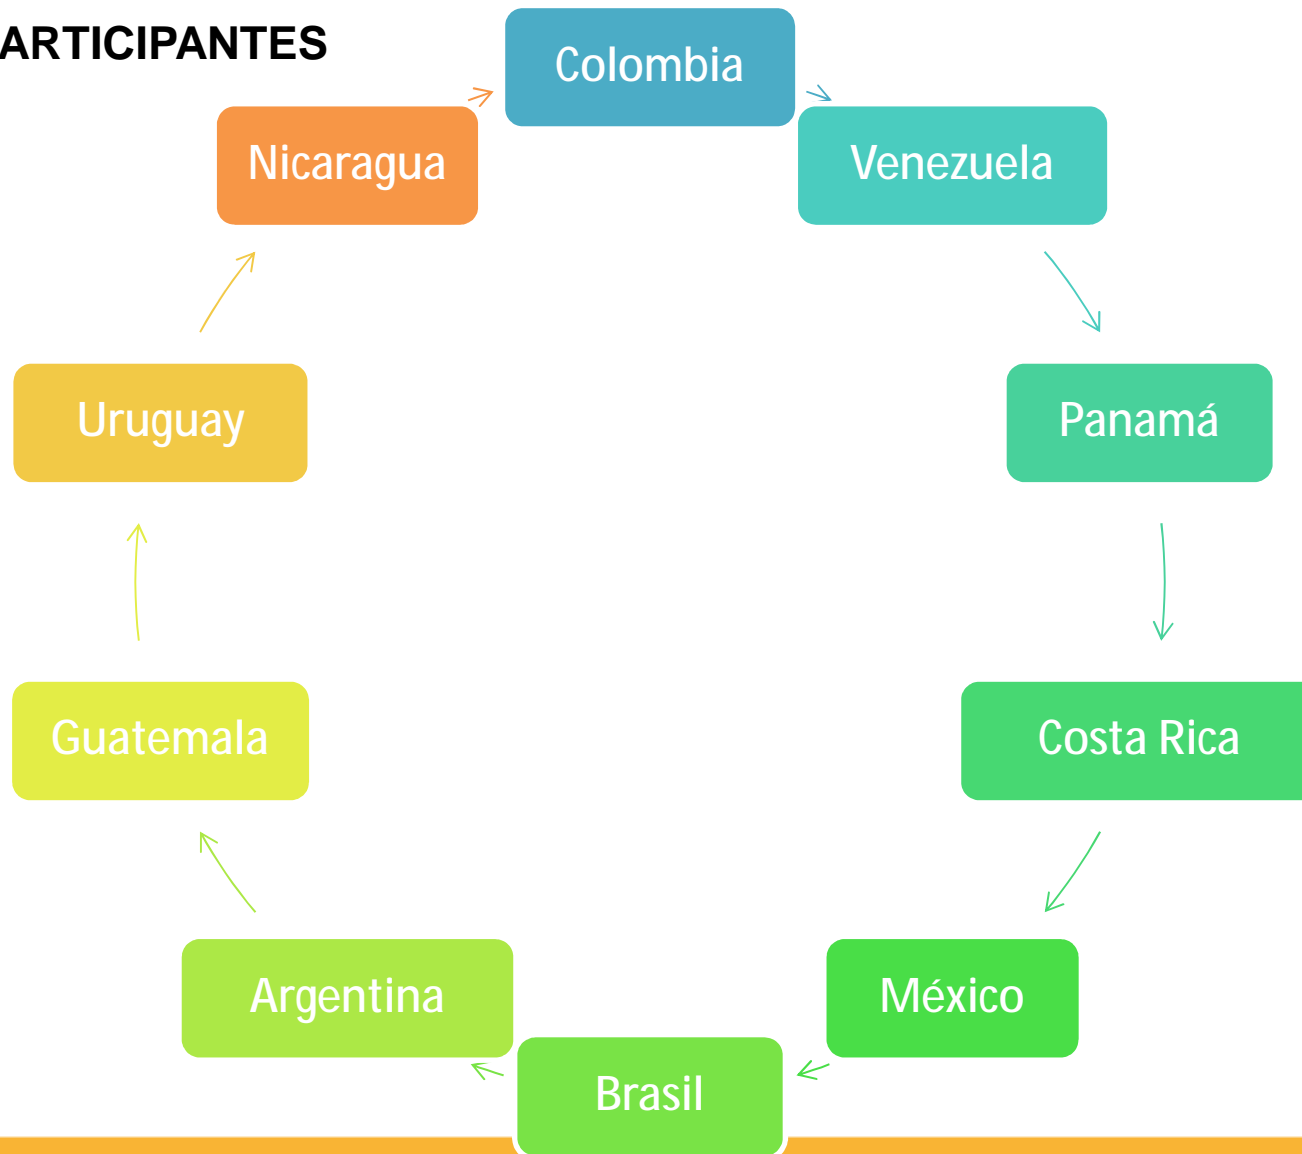 ARTICIPANTES
Colombia
Venezuela
Panamá
Costa Rica
México
Brasil
Argentina
Guatemala
Uruguay
Nicaragua